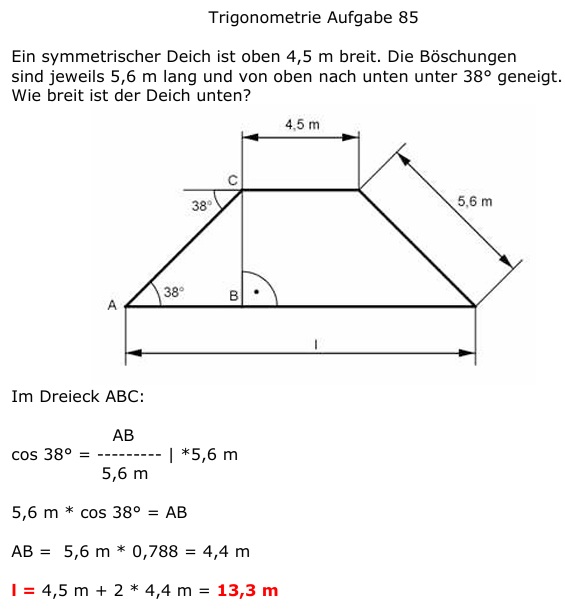 Trigonometrie Aufgabe 85
Ein symmetrischer Deich ist oben 4,5 m breit. Die Böschungen
sind jeweils 5,6 m lang und von oben nach unten unter 38° geneigt.
Wie breit ist der Deich unten?
4,5 m
C
38°
5,6 m
38°
B
A
l
Im Dreieck ABC:
AB
cos 38° = --------- | *5,6 m
5,6 m
5,6 m * cos 38° = AB
AB = 5,6 m * 0,788 = 4,4 m
l = 4,5 m + 2 * 4,4 m = 13,3 m